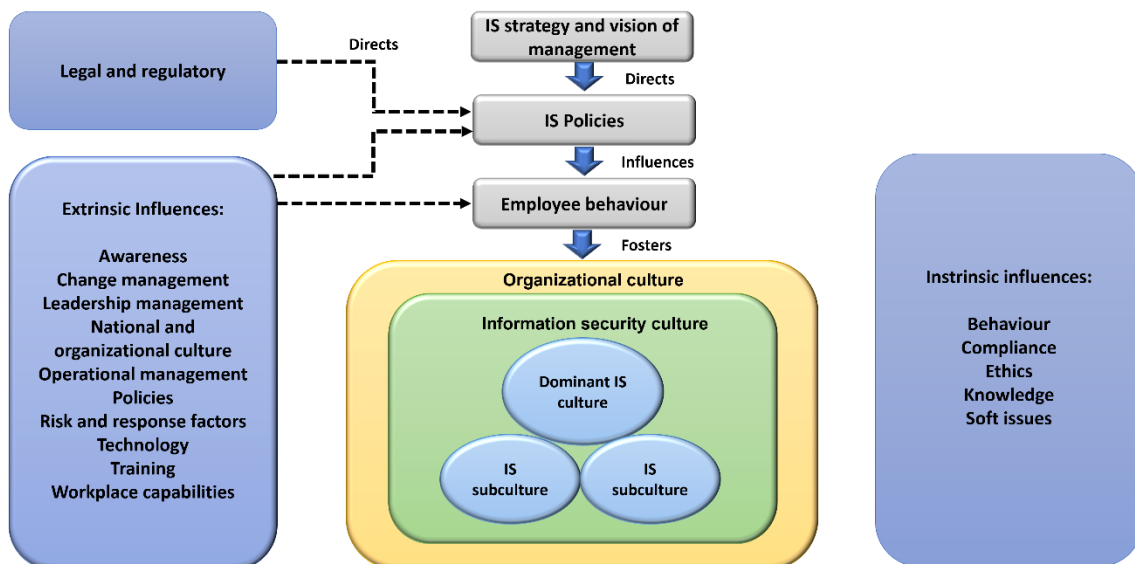 Legal and regulatory
Directs
IS strategy and vision of
management
Directs
IS Policies
Influences
Employee behaviour
Fosters
Extrinsic Influences:
Awareness
Change management
Leadership management
National and
organizational culture
Operational management
Policies
Risk and response factors
Technology
Training
Workplace capabilities
Organizational culture
Information security culture
Dominant IS
culture
IS
subculture
IS
subculture
Instrinsic influences:
Behaviour
Compliance
Ethics
Knowledge
Soft issues